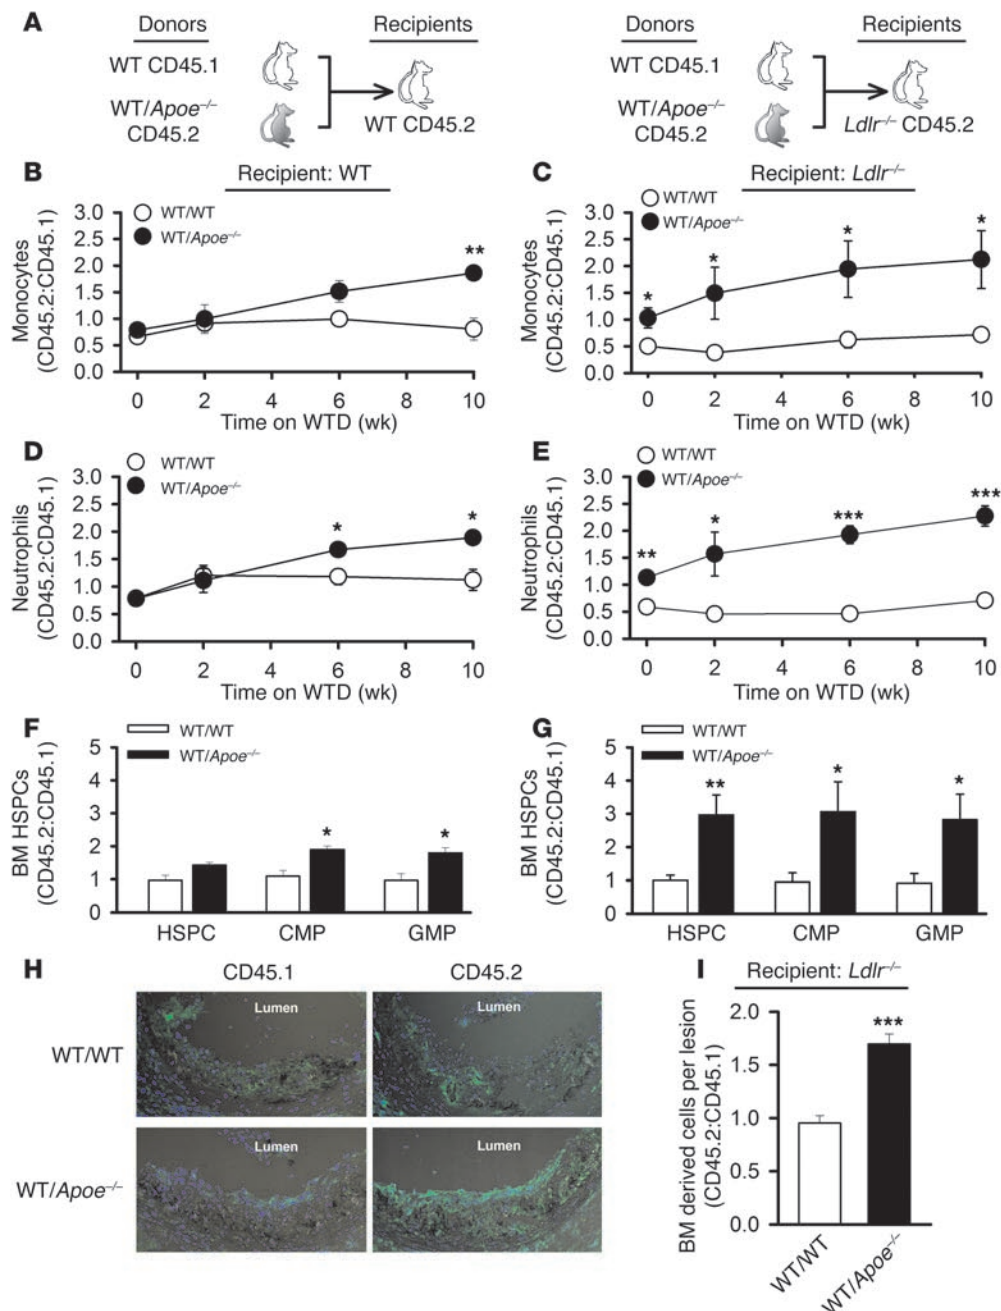 A
Donors
Recipients
WT CD45.1
WT/Apoe–/–
CD45.2
WT CD45.2
Donors
Recipients
WT CD45.1
WT/Apoe–/–
CD45.2
Ldlr–/– CD45.2
B
Recipient: WT
WT/WT
WT/Apoe–/–
Monocytes
(CD45.2:CD45.1)
3.0
2.5
2.0
1.5
1.0
0.5
0.0
**
0 2 4 6 8 10
Time on WTD (wk)
C
Recipient: Ldlr–/–
WT/WT
WT/Apoe–/–
Monocytes
(CD45.2:CD45.1)
3.0
2.5
2.0
1.5
1.0
0.5
0.0
* * * *
0 2 4 6 8 10
Time on WTD (wk)
D
WT/WT
WT/Apoe–/–
Neutrophils
(CD45.2:CD45.1)
3.0
2.5
2.0
1.5
1.0
0.5
0.0
* *
0 2 4 6 8 10
Time on WTD (wk)
E
WT/WT
WT/Apoe–/–
Neutrophils
(CD45.2:CD45.1)
3.0
2.5
2.0
1.5
1.0
0.5
0.0
** * *** ***
0 2 4 6 8 10
Time on WTD (wk)
F
WT/WT
WT/Apoe–/–
BM HSPCs
(CD45.2:CD45.1)
5
4
3
2
1
0
* *
HSPC CMP GMP
G
WT/WT
WT/Apoe–/–
BM HSPCs
(CD45.2:CD45.1)
5
4
3
2
1
0
** * *
HSPC CMP GMP
H
CD45.1 CD45.2
WT/WT
Lumen
Lumen
WT/Apoe–/–
Lumen
Lumen
I
Recipient: Ldlr–/–
BM derived cells per lesion
(CD45.2:CD45.1)
2.0
1.5
1.0
0.5
0.0
***
WT/WT
WT/Apoe–/–